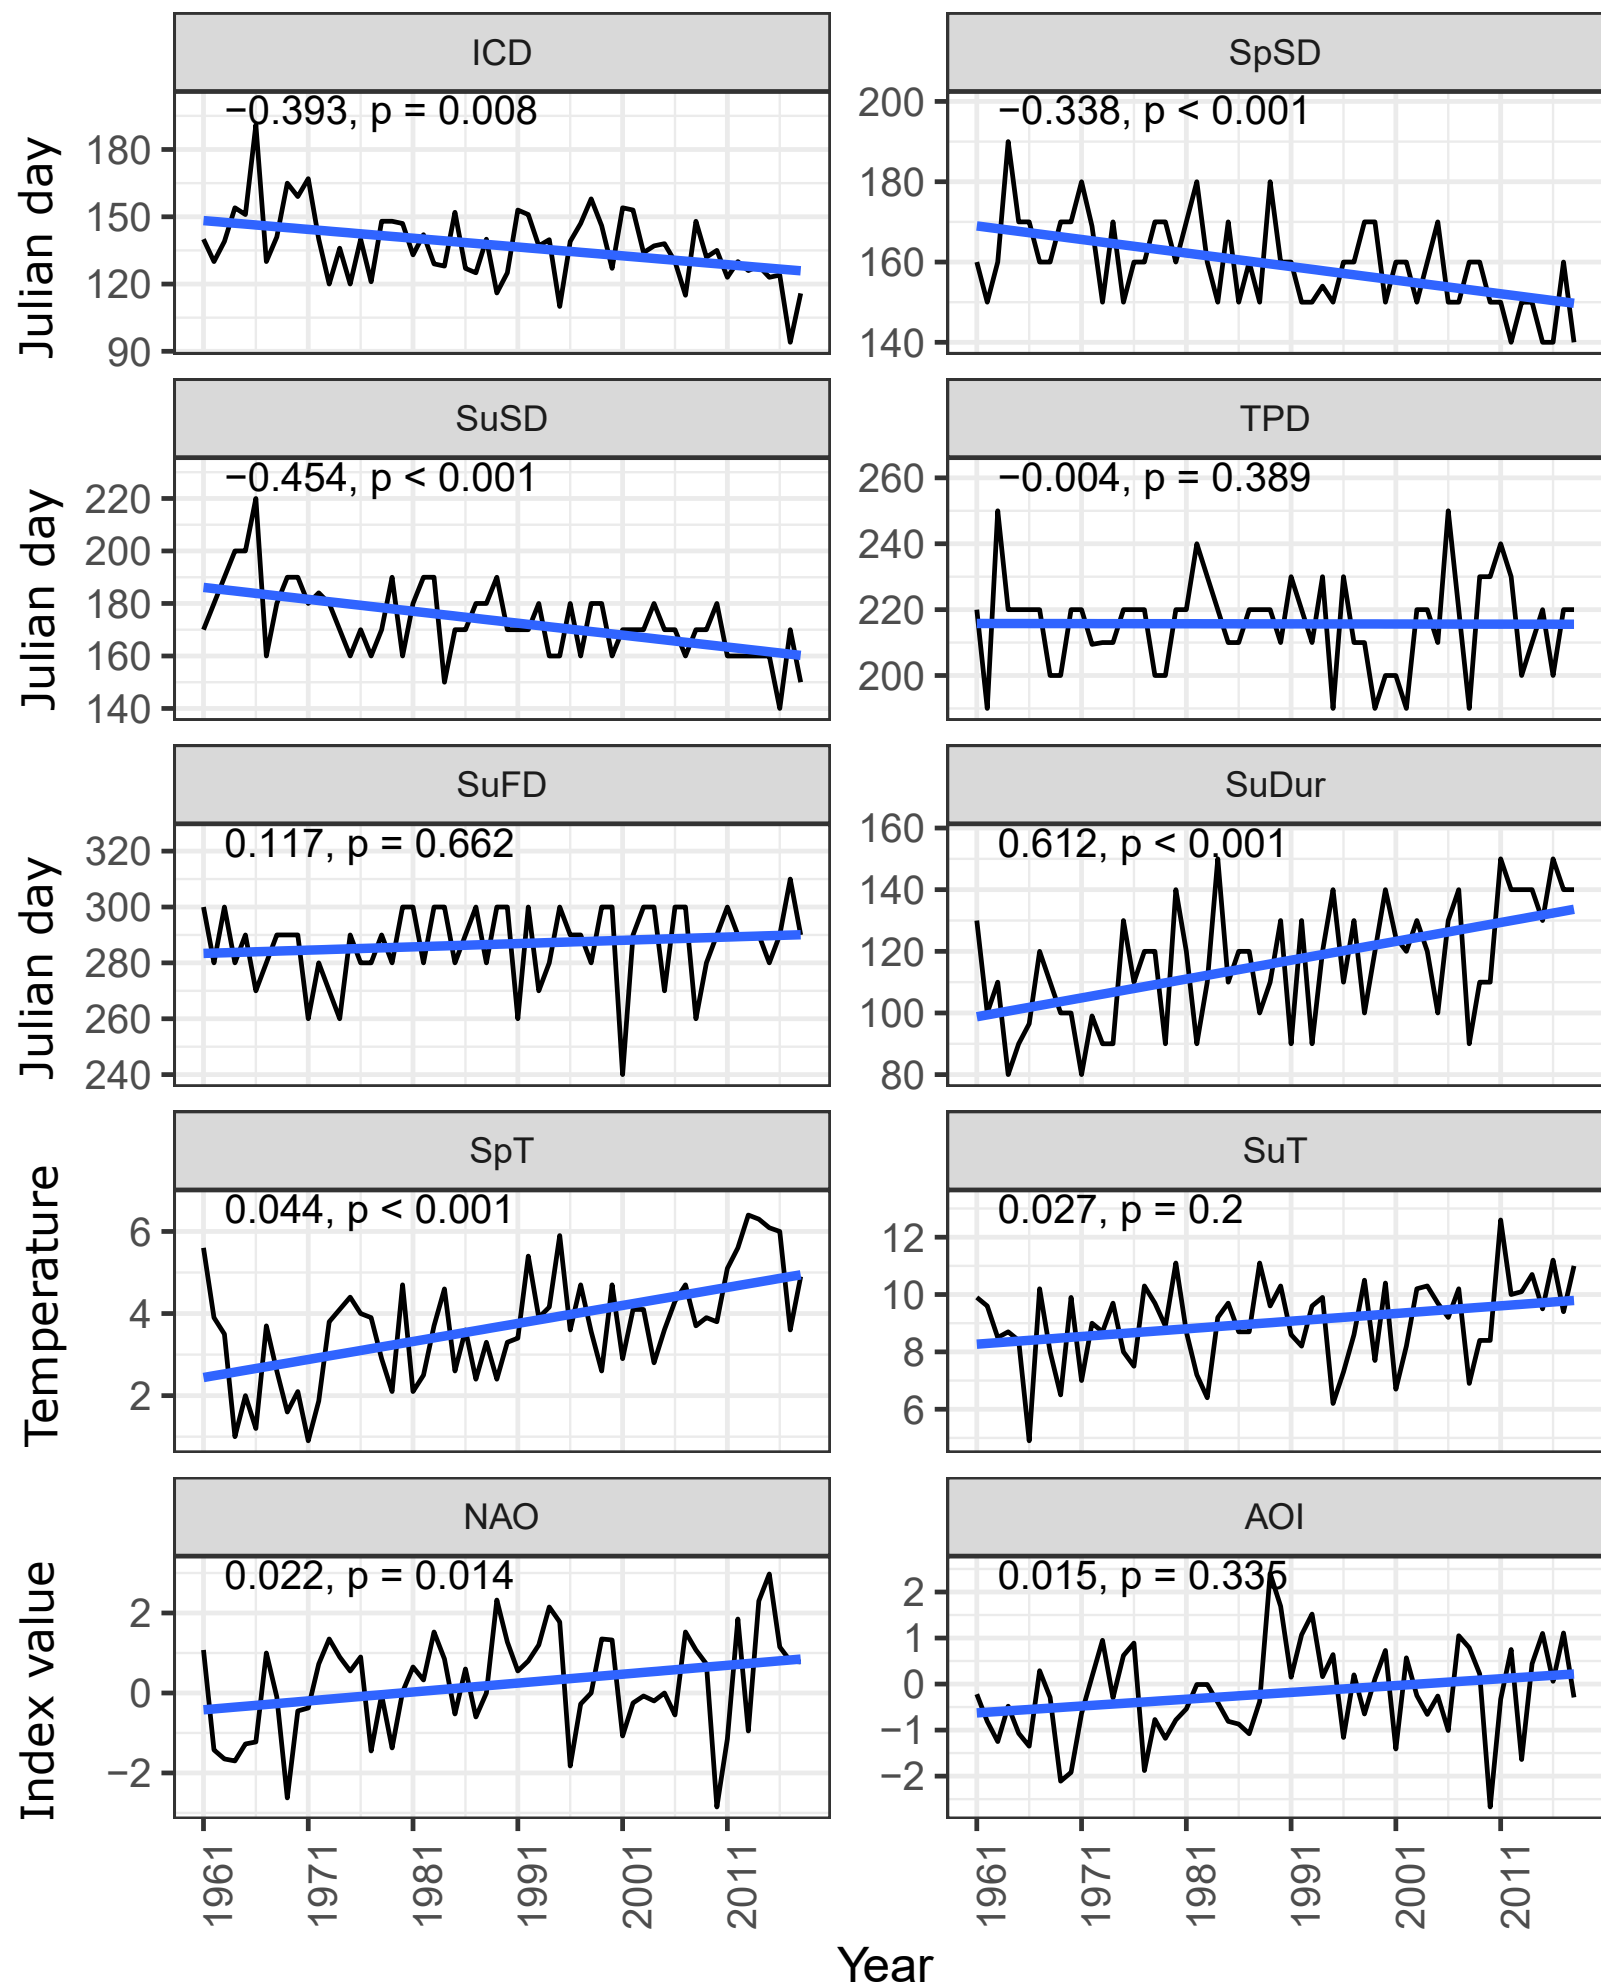 ICD
SpSD
−0.393, p = 0.008
−0.338, p < 0.001
Julian day
180
150
120
90
200
180
160
140
SuSD
TPD
−0.454, p < 0.001
−0.004, p = 0.389
Julian day
220
200
180
160
140
260
240
220
200
SuFD
SuDur
0.117, p = 0.662
0.612, p < 0.001
Julian day
320
300
280
260
240
160
140
120
100
80
SpT
SuT
0.044, p < 0.001
0.027, p = 0.2
Temperature
6
4
2
12
10
8
6
NAO
AOI
0.022, p = 0.014
0.015, p = 0.335
Index value
2
0
−2
2
1
0
−1
−2
1961 1971 1981 1991 2001 2011
1961 1971 1981 1991 2001 2011
Year